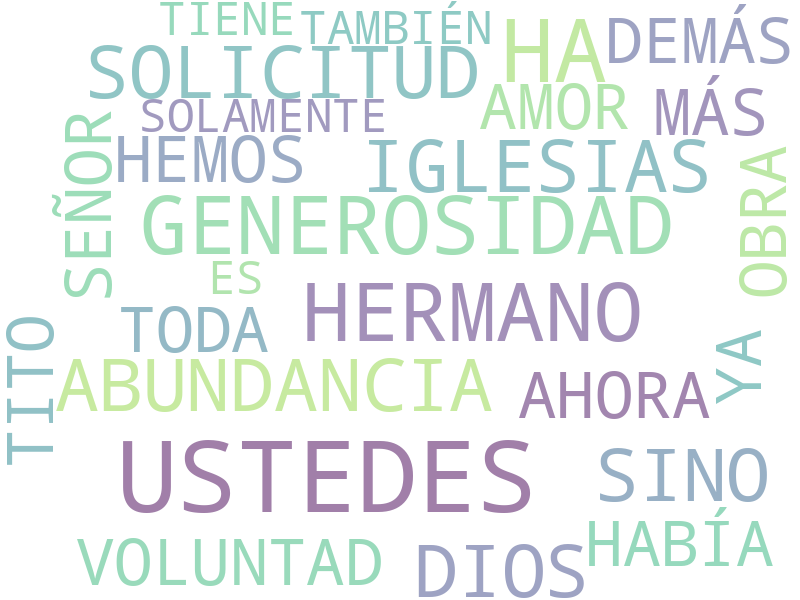 TIENE
TAMBIÉN
HA
DEMÁS
SOLICITUD
SOLAMENTE
AMOR
MÁS
HEMOS
IGLESIAS
SEÑOR
OBRA
GENEROSIDAD
ES
HERMANO
TODA
TITO
YA
ABUNDANCIA
AHORA
USTEDES
SINO
HABÍA
VOLUNTAD
DIOS